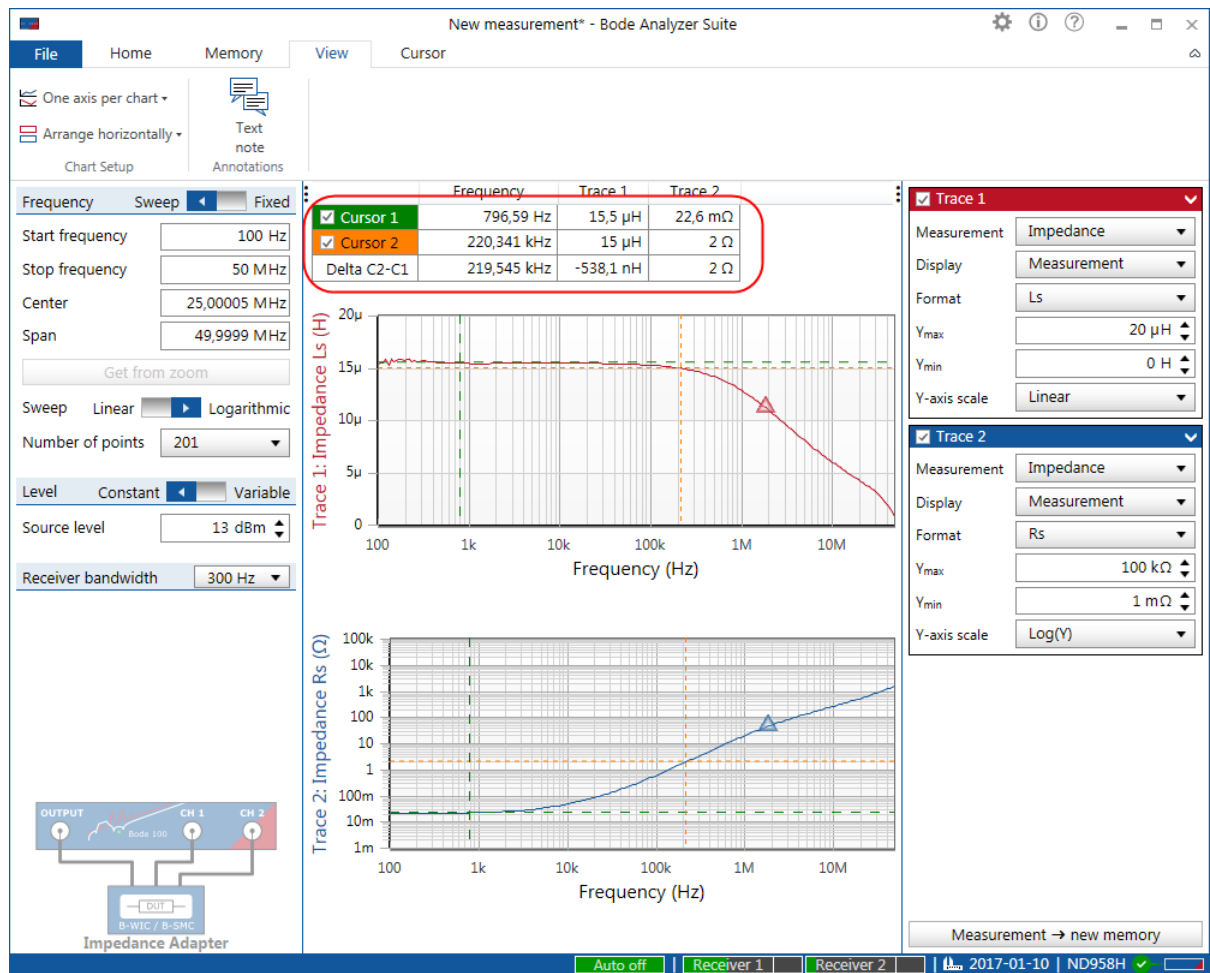 New measurement* - Bode Analyzer Suite
File Home Memory View Cursor
One axis per chart
Arrange horizontally
Chart Setup
Text
note
Annotations
Frequency Sweep Fixed
Start frequency 100 Hz
Stop frequency 50 MHz
Center 25,00005 MHz
Span 49,9999 MHz
Get from zoom
Sweep Linear Logarithmic
Number of points 201
Level Constant Variable
Source level 13 dBm
Receiver bandwidth 300 Hz
OUTPUT CH 1 CH 2
Bode 100
DUT
B-WIC / B-SMC
Impedance Adapter
Frequency Trace 1 Trace 2
Cursor 1 796,59 Hz 15,5 µH 22,6 mΩ
Cursor 2 220,341 kHz 15 µH 2 Ω
Delta C2-C1 219,545 kHz -538,1 nH 2 Ω
Trace 1: Impedance Ls (H)
20µ
15µ
10µ
5µ
0
100 1k 10k 100k 1M 10M
Frequency (Hz)
Trace 2: Impedance Rs (Ω)
100k
10k
1k
100
10
1
100m
10m
1m
100 1k 10k 100k 1M 10M
Frequency (Hz)
Trace 1
Measurement Impedance
Display Measurement
Format Ls
Ymax 20 µH
Ymin 0 H
Y-axis scale Linear
Trace 2
Measurement Impedance
Display Measurement
Format Rs
Ymax 100 kΩ
Ymin 1 mΩ
Y-axis scale Log(Y)
Measurement → new memory
Auto off | Receiver 1 Receiver 2 | 2017-01-10 | ND958H